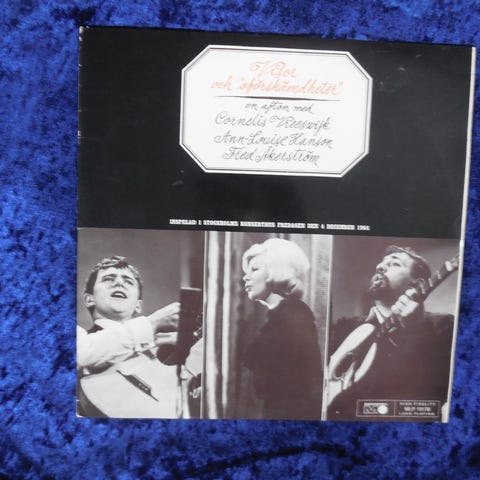 Visor
och "oförskämdheter"
en afton med
Cornelis Vreeswijk
Ann-Louise Hanson
Fred Åkerström
INSPELAD I STOCKHOLMS KONSERTHUS FREDAGEN DEN 4 DECEMBER 1964
HIGH FIDELITY
LONG PLAYING